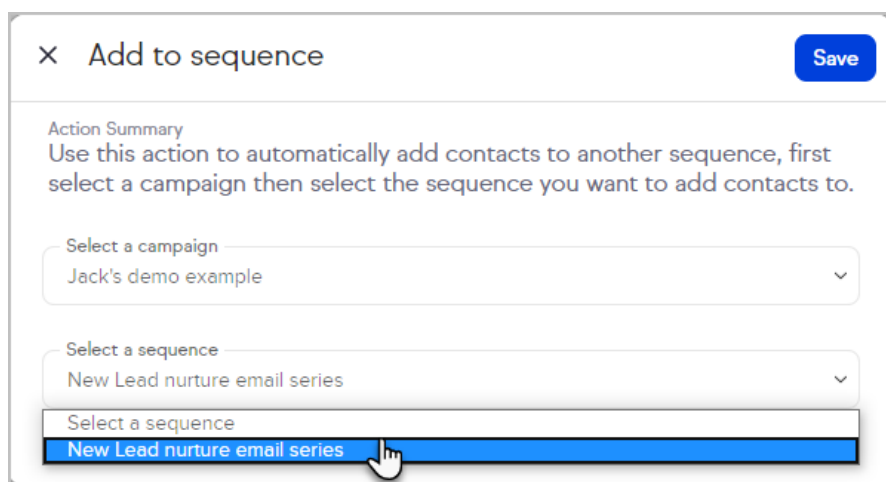 Add to sequence
Save
Action Summary
Use this action to automatically add contacts to another sequence, first
select a campaign then select the sequence you want to add contacts to.
Select a campaign
Jack's demo example
Select a sequence
New Lead nurture email series
Select a sequence
New Lead nurture email series